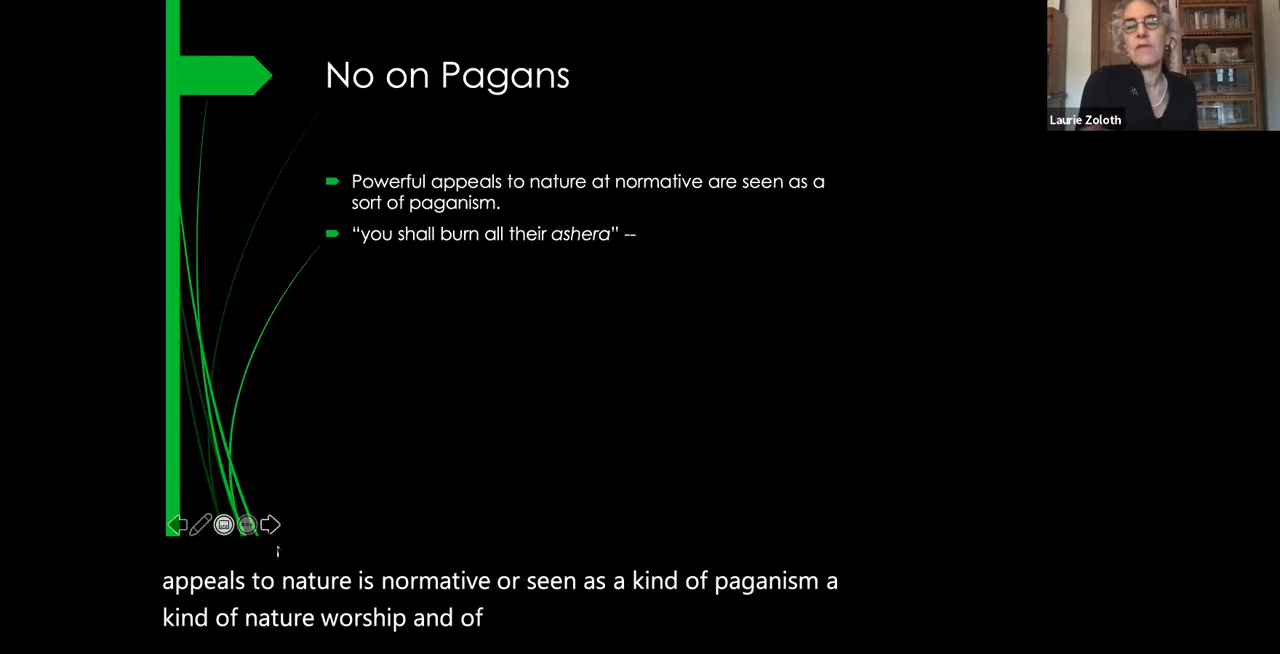 No on Pagans
Laurie Zoloth
Powerful appeals to nature at normative are seen as a
sort of paganism.
“you shall burn all their ashera” --
appeals to nature is normative or seen as a kind of paganism a
kind of nature worship and of